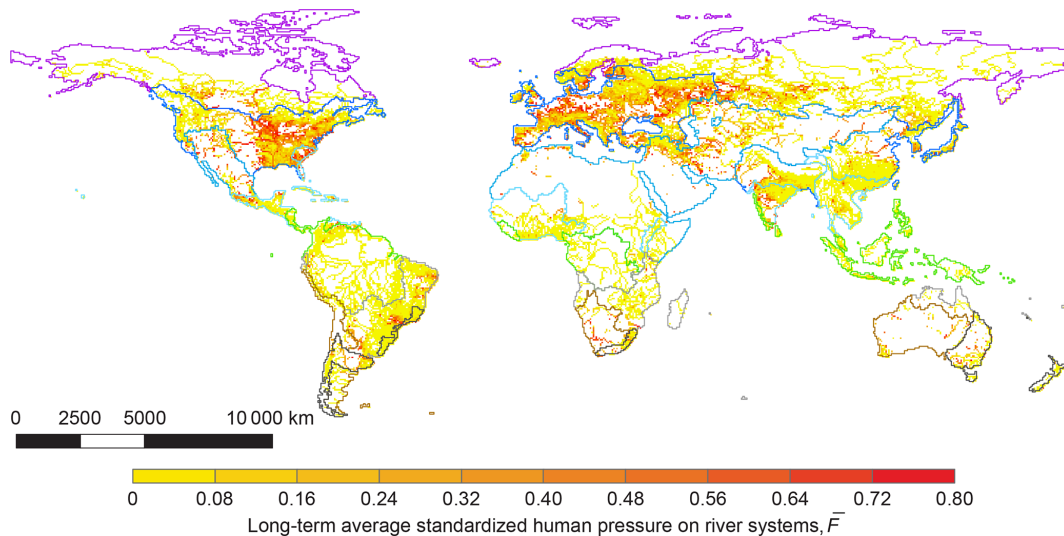 0 2500 5000 10 000 km
0 0.08 0.16 0.24 0.32 0.40 0.48 0.56 0.64 0.72 0.80
Long-term average standardized human pressure on river systems, F̅